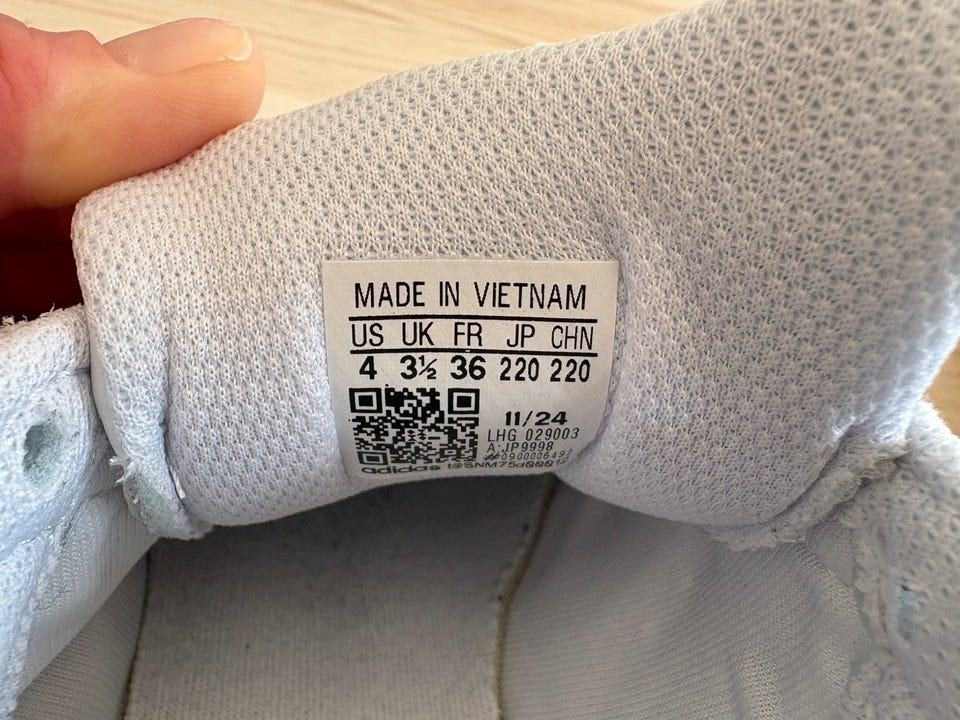 MADE IN VIETNAM
US UK FR JP CHN
4 3½ 36 220 220
11/24
LHG 029003
A:JP9998
adidas